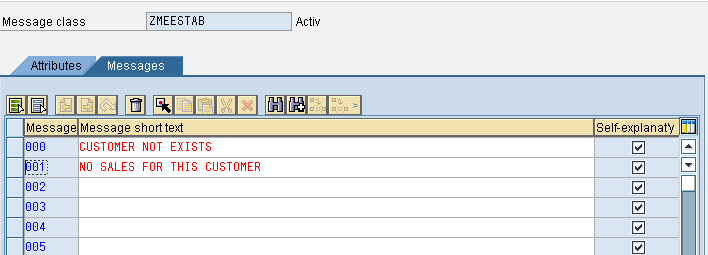 Message class ZMEESTAB Activ
Attributes Messages
Message Message short text Self-explanat'y
000 CUSTOMER NOT EXISTS
001 NO SALES FOR THIS CUSTOMER
002
003
004
005